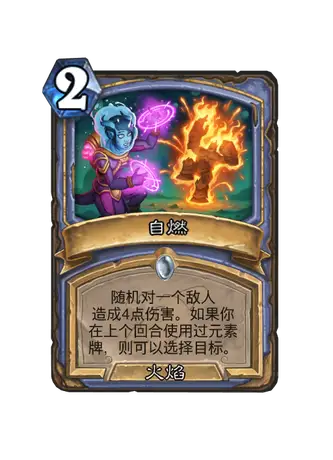 2
自燃
随机对一个敌人
造成4点伤害。如果你
在上个回合使用过元素
牌，则可以选择目标。
火焰